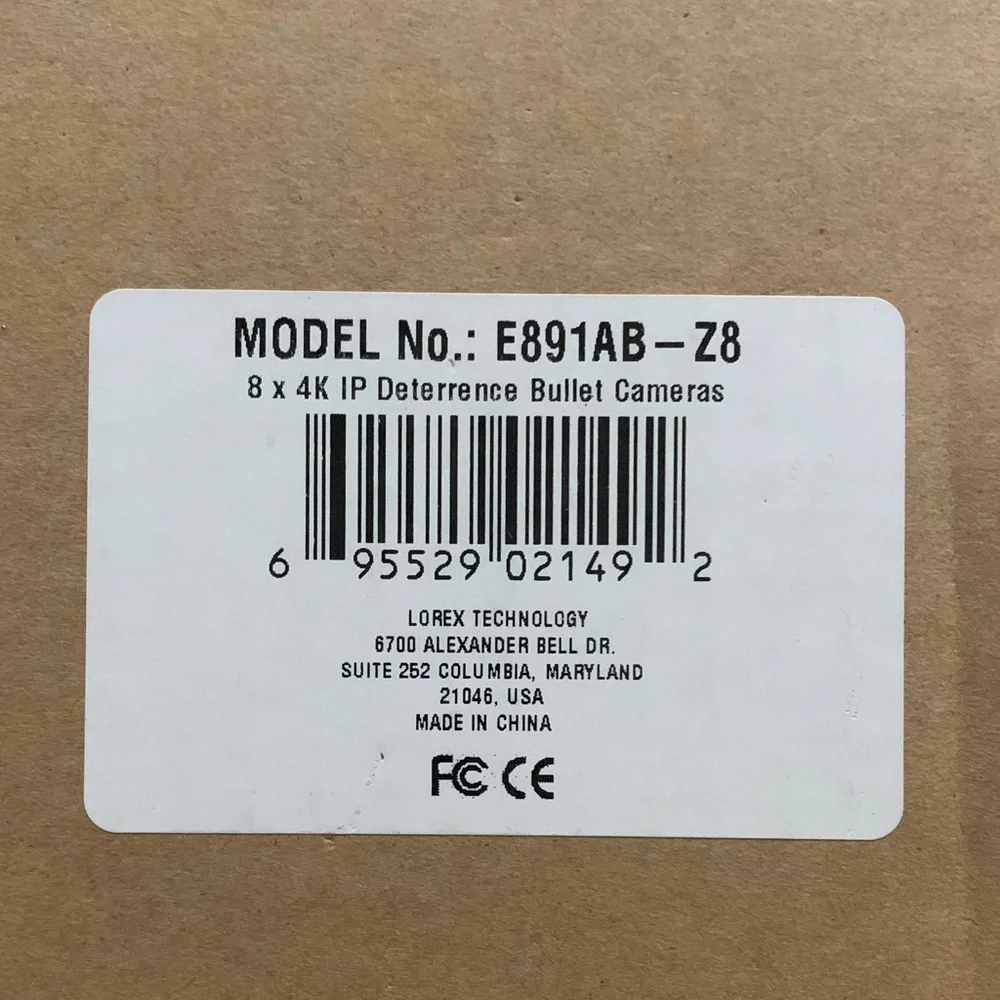 MODEL No.: E891AB-Z8
8 x 4K IP Deterrence Bullet Cameras
6 95529 02149 2
LOREX TECHNOLOGY
6700 ALEXANDER BELL DR.
SUITE 252 COLUMBIA, MARYLAND
21046, USA
MADE IN CHINA
FC CE